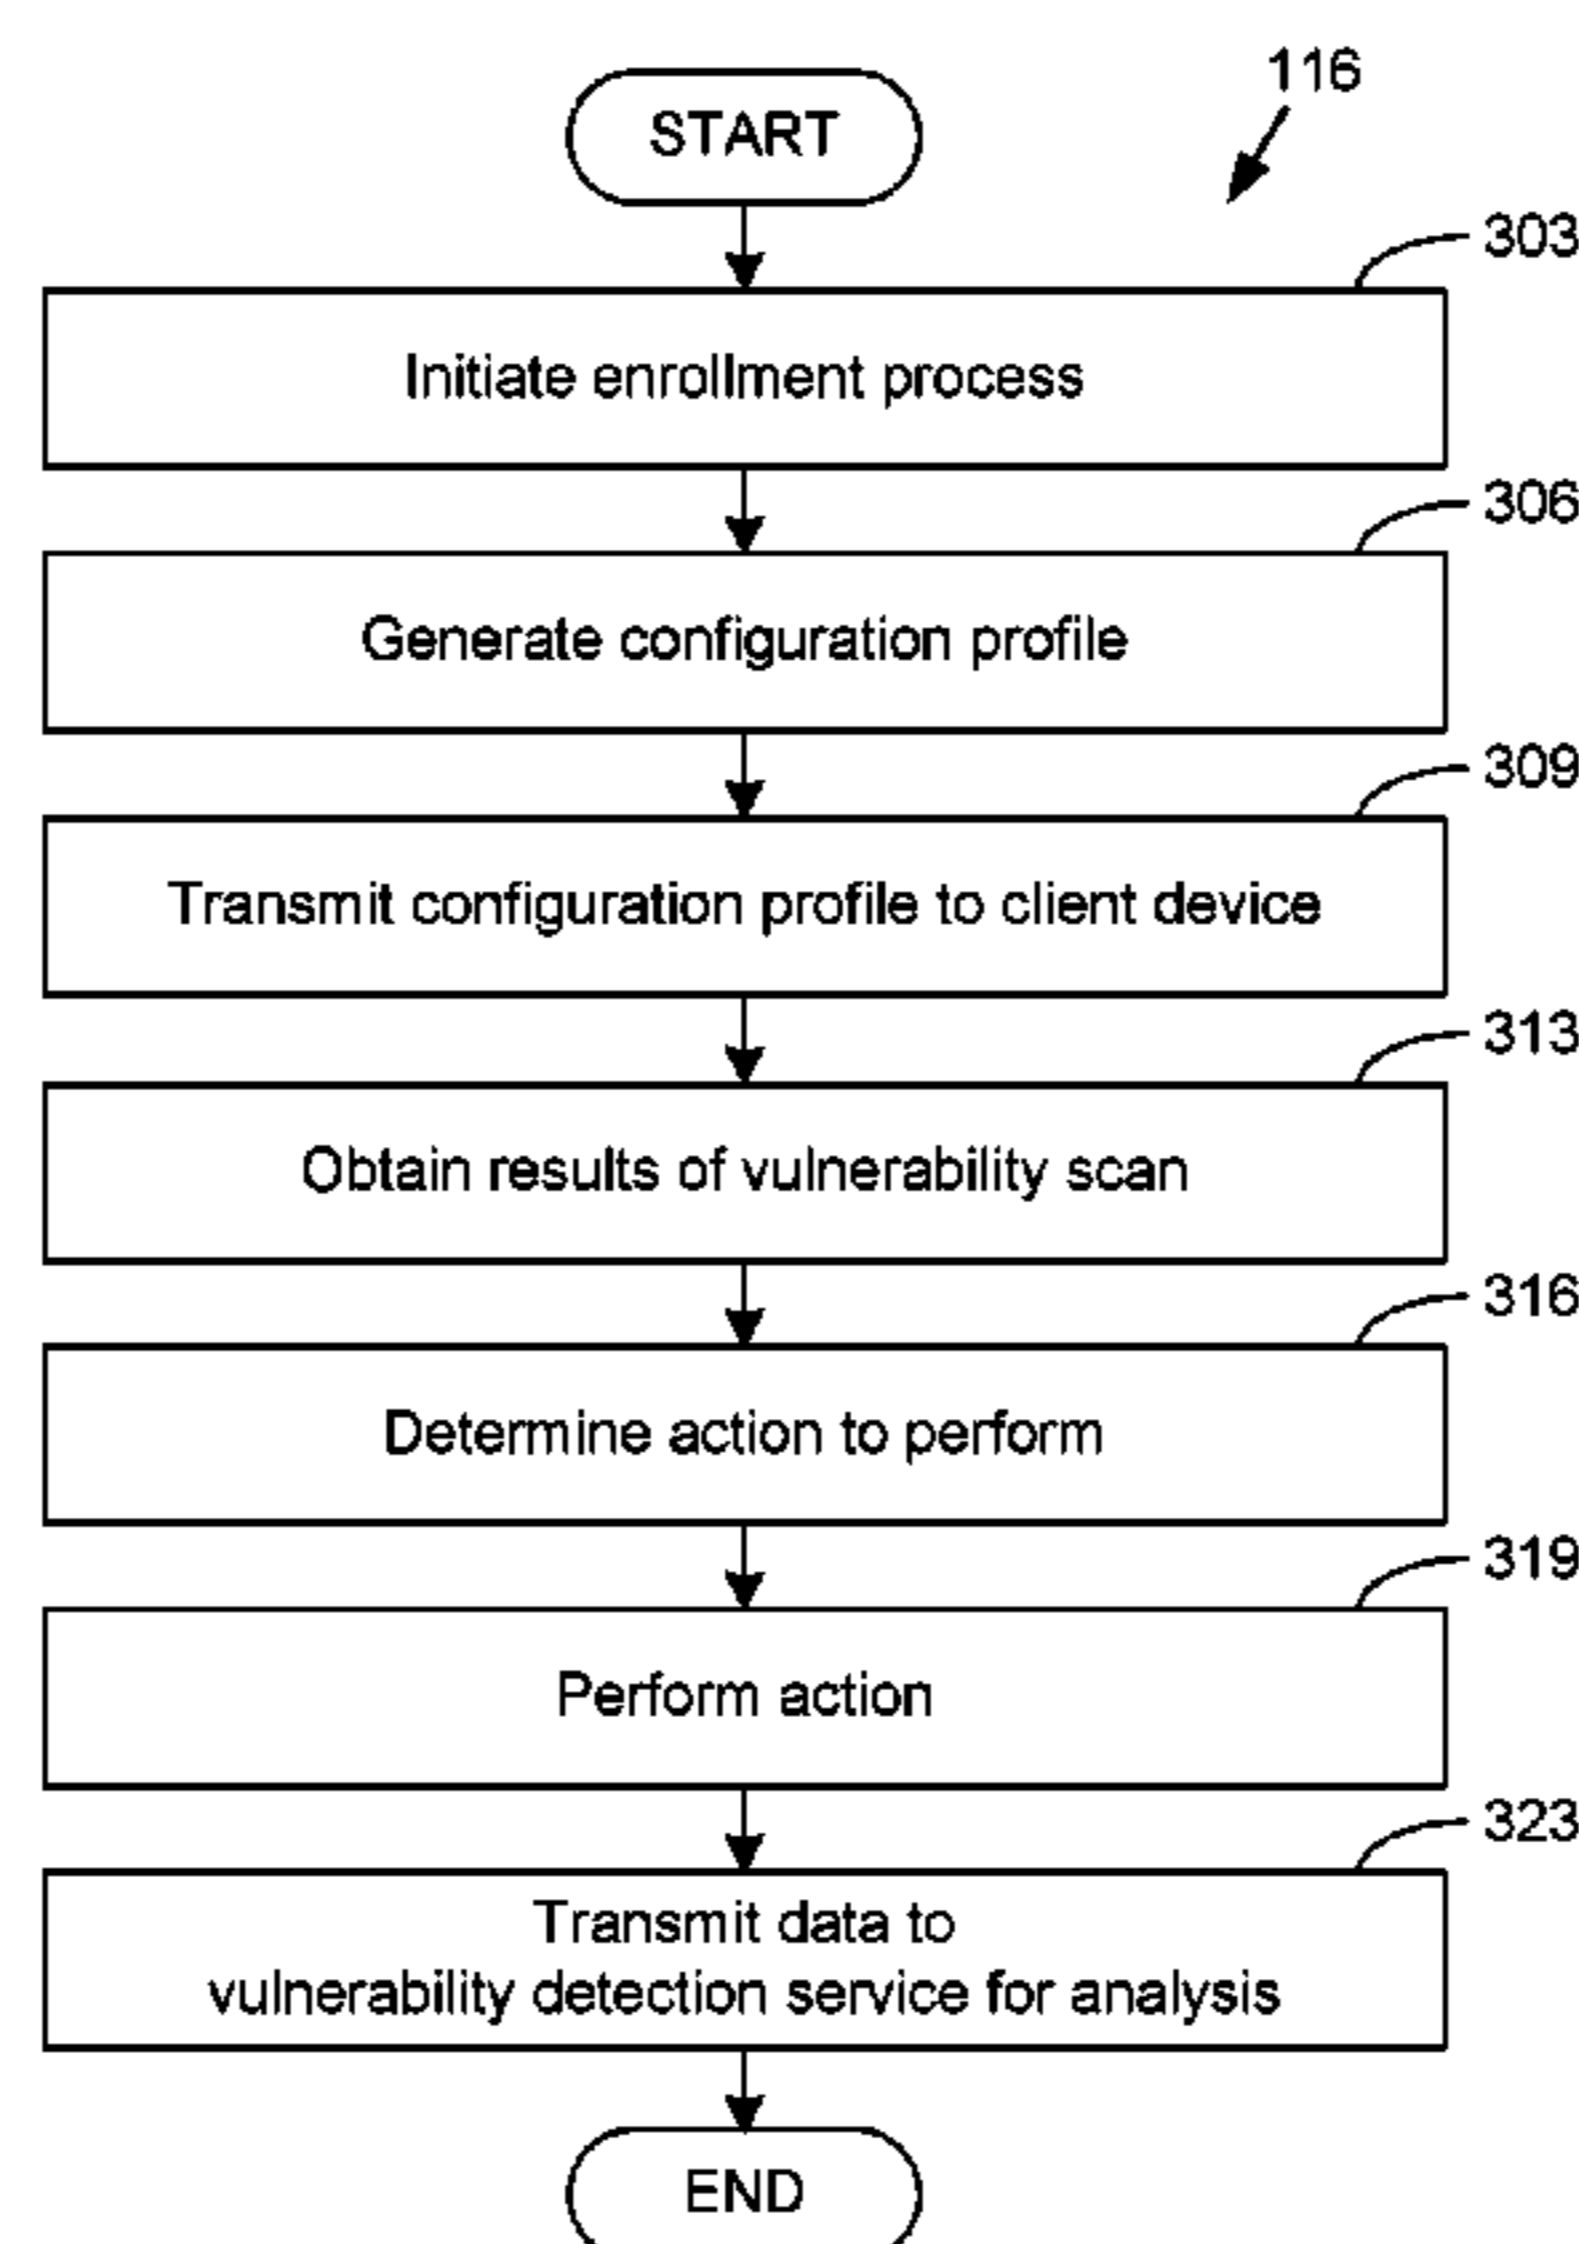 START
116
303
Initiate enrollment process
306
Generate configuration profile
309
Transmit configuration profile to client device
313
Obtain results of vulnerability scan
316
Determine action to perform
319
Perform action
323
Transmit data to
vulnerability detection service for analysis
END